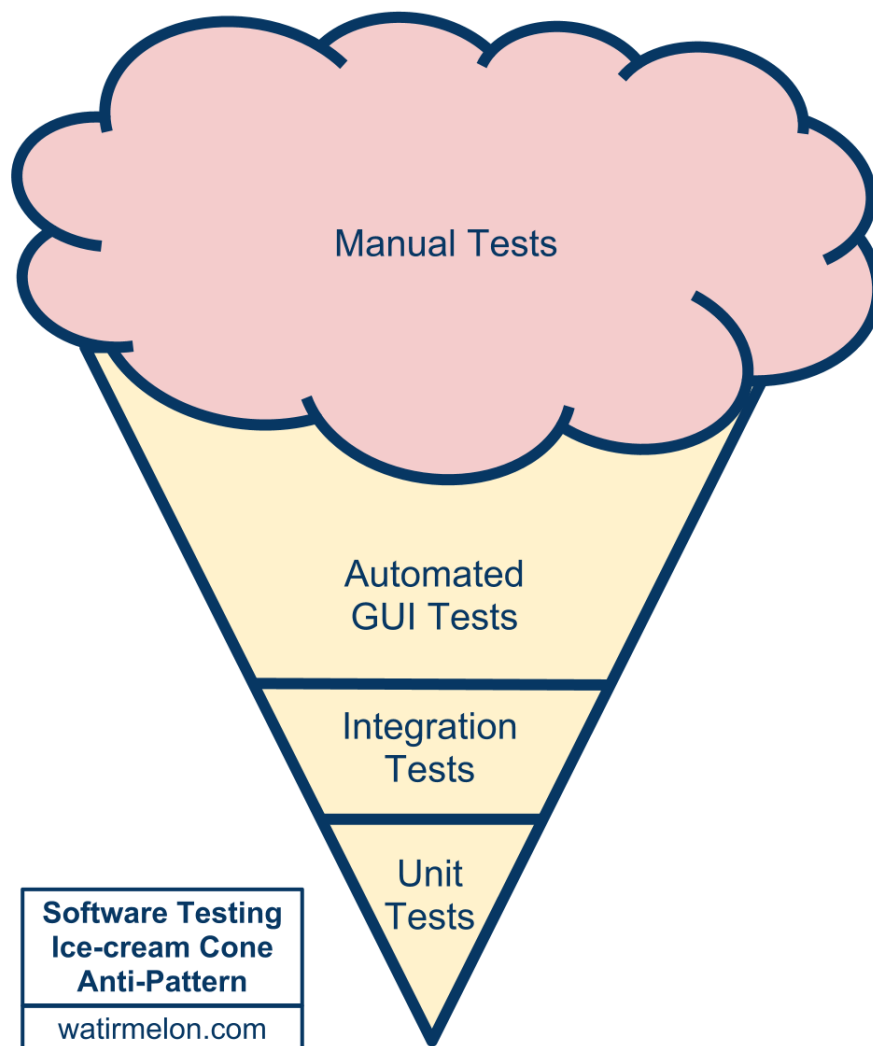 Manual Tests
Automated
GUI Tests
Integration
Tests
Unit
Tests
Software Testing
Ice-cream Cone
Anti-Pattern
watirmelon.com